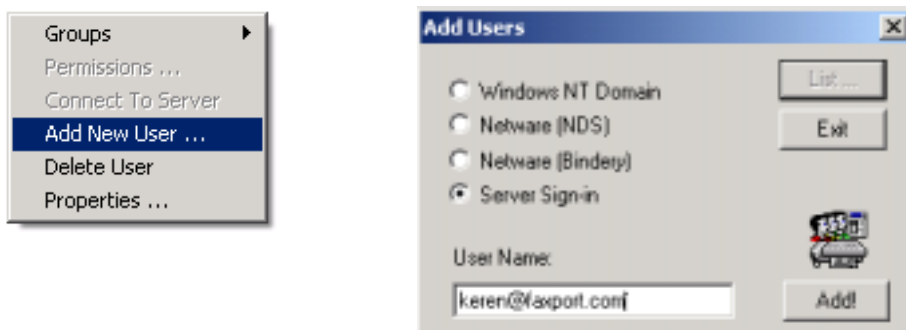 Groups
Permissions ...
Connect To Server
Add New User ...
Delete User
Properties ...
Add Users
Windows NT Domain
Netware (NDS)
Netware (Bindery)
Server Sign-in
List ...
Exit
User Name:
keren@faxport.com
Add!